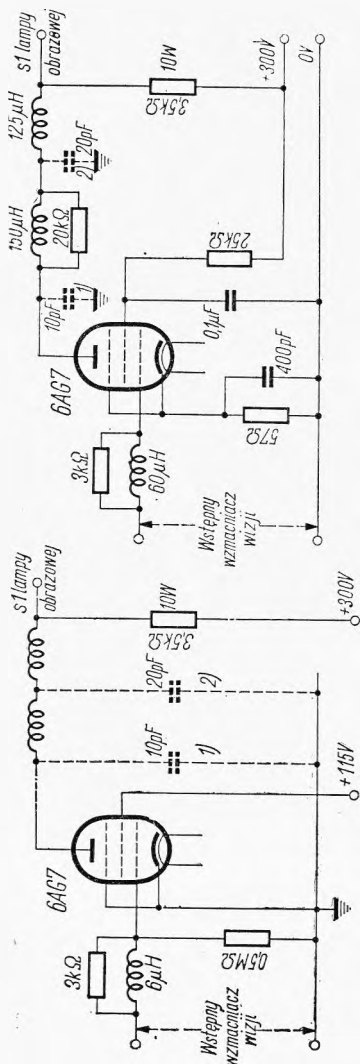 3kΩ
6μH
Wstępny
wzmacniacz
wizji
0,5MΩ
6AG7
10pF
1)
20pF
2)
s1 lampy
obrazowej
10W
3,5kΩ
+115V
+300V
3kΩ
60μH
Wstępny
wzmacniacz
wizji
6AG7
10pF
1)
150μH
20kΩ
20pF
2)
125μH
s1 lampy
obrazowej
57Ω
400pF
0,1μF
25kΩ
10W
3,5kΩ
+300V
0V